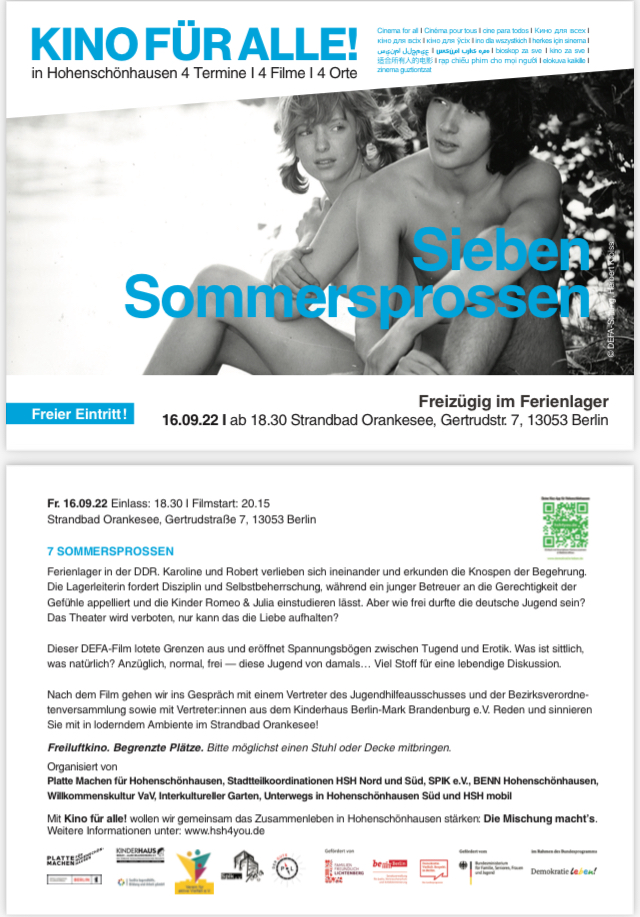 KINO FÜR ALLE!
in Hohenschönhausen 4 Termine I 4 Filme I 4 Orte
Cinema for all I Cinéma pour tous I cine para todos I Кино для всех I
кіно для всіх I кіно для ўсіх I ino dla wszystkich I herkes için sinema I
I bioskop za sve I kino za sve I
适合所有人的电影 I rạp chiếu phim cho mọi người I elokuva kaikille I
zinema guztiontzat
Sieben
Sommersprossen
© DEFA-Stiftung,
Freier Eintritt!
Freizügig im Ferienlager
16.09.22 I ab 18.30 Strandbad Orankesee, Gertrudstr. 7, 13053 Berlin
Fr. 16.09.22 Einlass: 18.30 I Filmstart: 20.15
Strandbad Orankesee, Gertrudstraße 7, 13053 Berlin
7 SOMMERSPROSSEN
Ferienlager in der DDR. Karoline und Robert verlieben sich ineinander und erkunden die Knospen der Begehrung.
Die Lagerleiterin fordert Disziplin und Selbstbeherrschung, während ein junger Betreuer an die Gerechtigkeit der
Gefühle appelliert und die Kinder Romeo & Julia einstudieren lässt. Aber wie frei durfte die deutsche Jugend sein?
Das Theater wird verboten, nur kann das die Liebe aufhalten?
Dieser DEFA-Film lotete Grenzen aus und eröffnet Spannungsbögen zwischen Tugend und Erotik. Was ist sittlich,
was natürlich? Anzüglich, normal, frei — diese Jugend von damals… Viel Stoff für eine lebendige Diskussion.
Nach dem Film gehen wir ins Gespräch mit einem Vertreter des Jugendhilfeausschusses und der Bezirksverordne-
tenversammlung sowie mit Vertreter:innen aus dem Kinderhaus Berlin-Mark Brandenburg e.V. Reden und sinnieren
Sie mit in loderndem Ambiente im Strandbad Orankesee!
Freiluftkino. Begrenzte Plätze. Bitte möglichst einen Stuhl oder Decke mitbringen.
Organisiert von
Platte Machen für Hohenschönhausen, Stadtteilkoordinationen HSH Nord und Süd, SPIK e.V., BENN Hohenschönhausen,
Willkommenskultur VaV, Interkultureller Garten, Unterwegs in Hohenschönhausen Süd und HSH mobil
Mit Kino für alle! wollen wir gemeinsam das Zusammenleben in Hohenschönhausen stärken: Die Mischung macht's.
Weitere Informationen unter: www.hsh4you.de
PLATTE
MACHEN
KINDERHAUS
BERLIN
Gefördert von
FAMILIEN
FREUNDLICH
LICHTENBERG
be Berlin
Gefördert vom
Bundesministerium
für Familie, Senioren, Frauen
und Jugend
im Rahmen des Bundesprogramms
Demokratie leben!